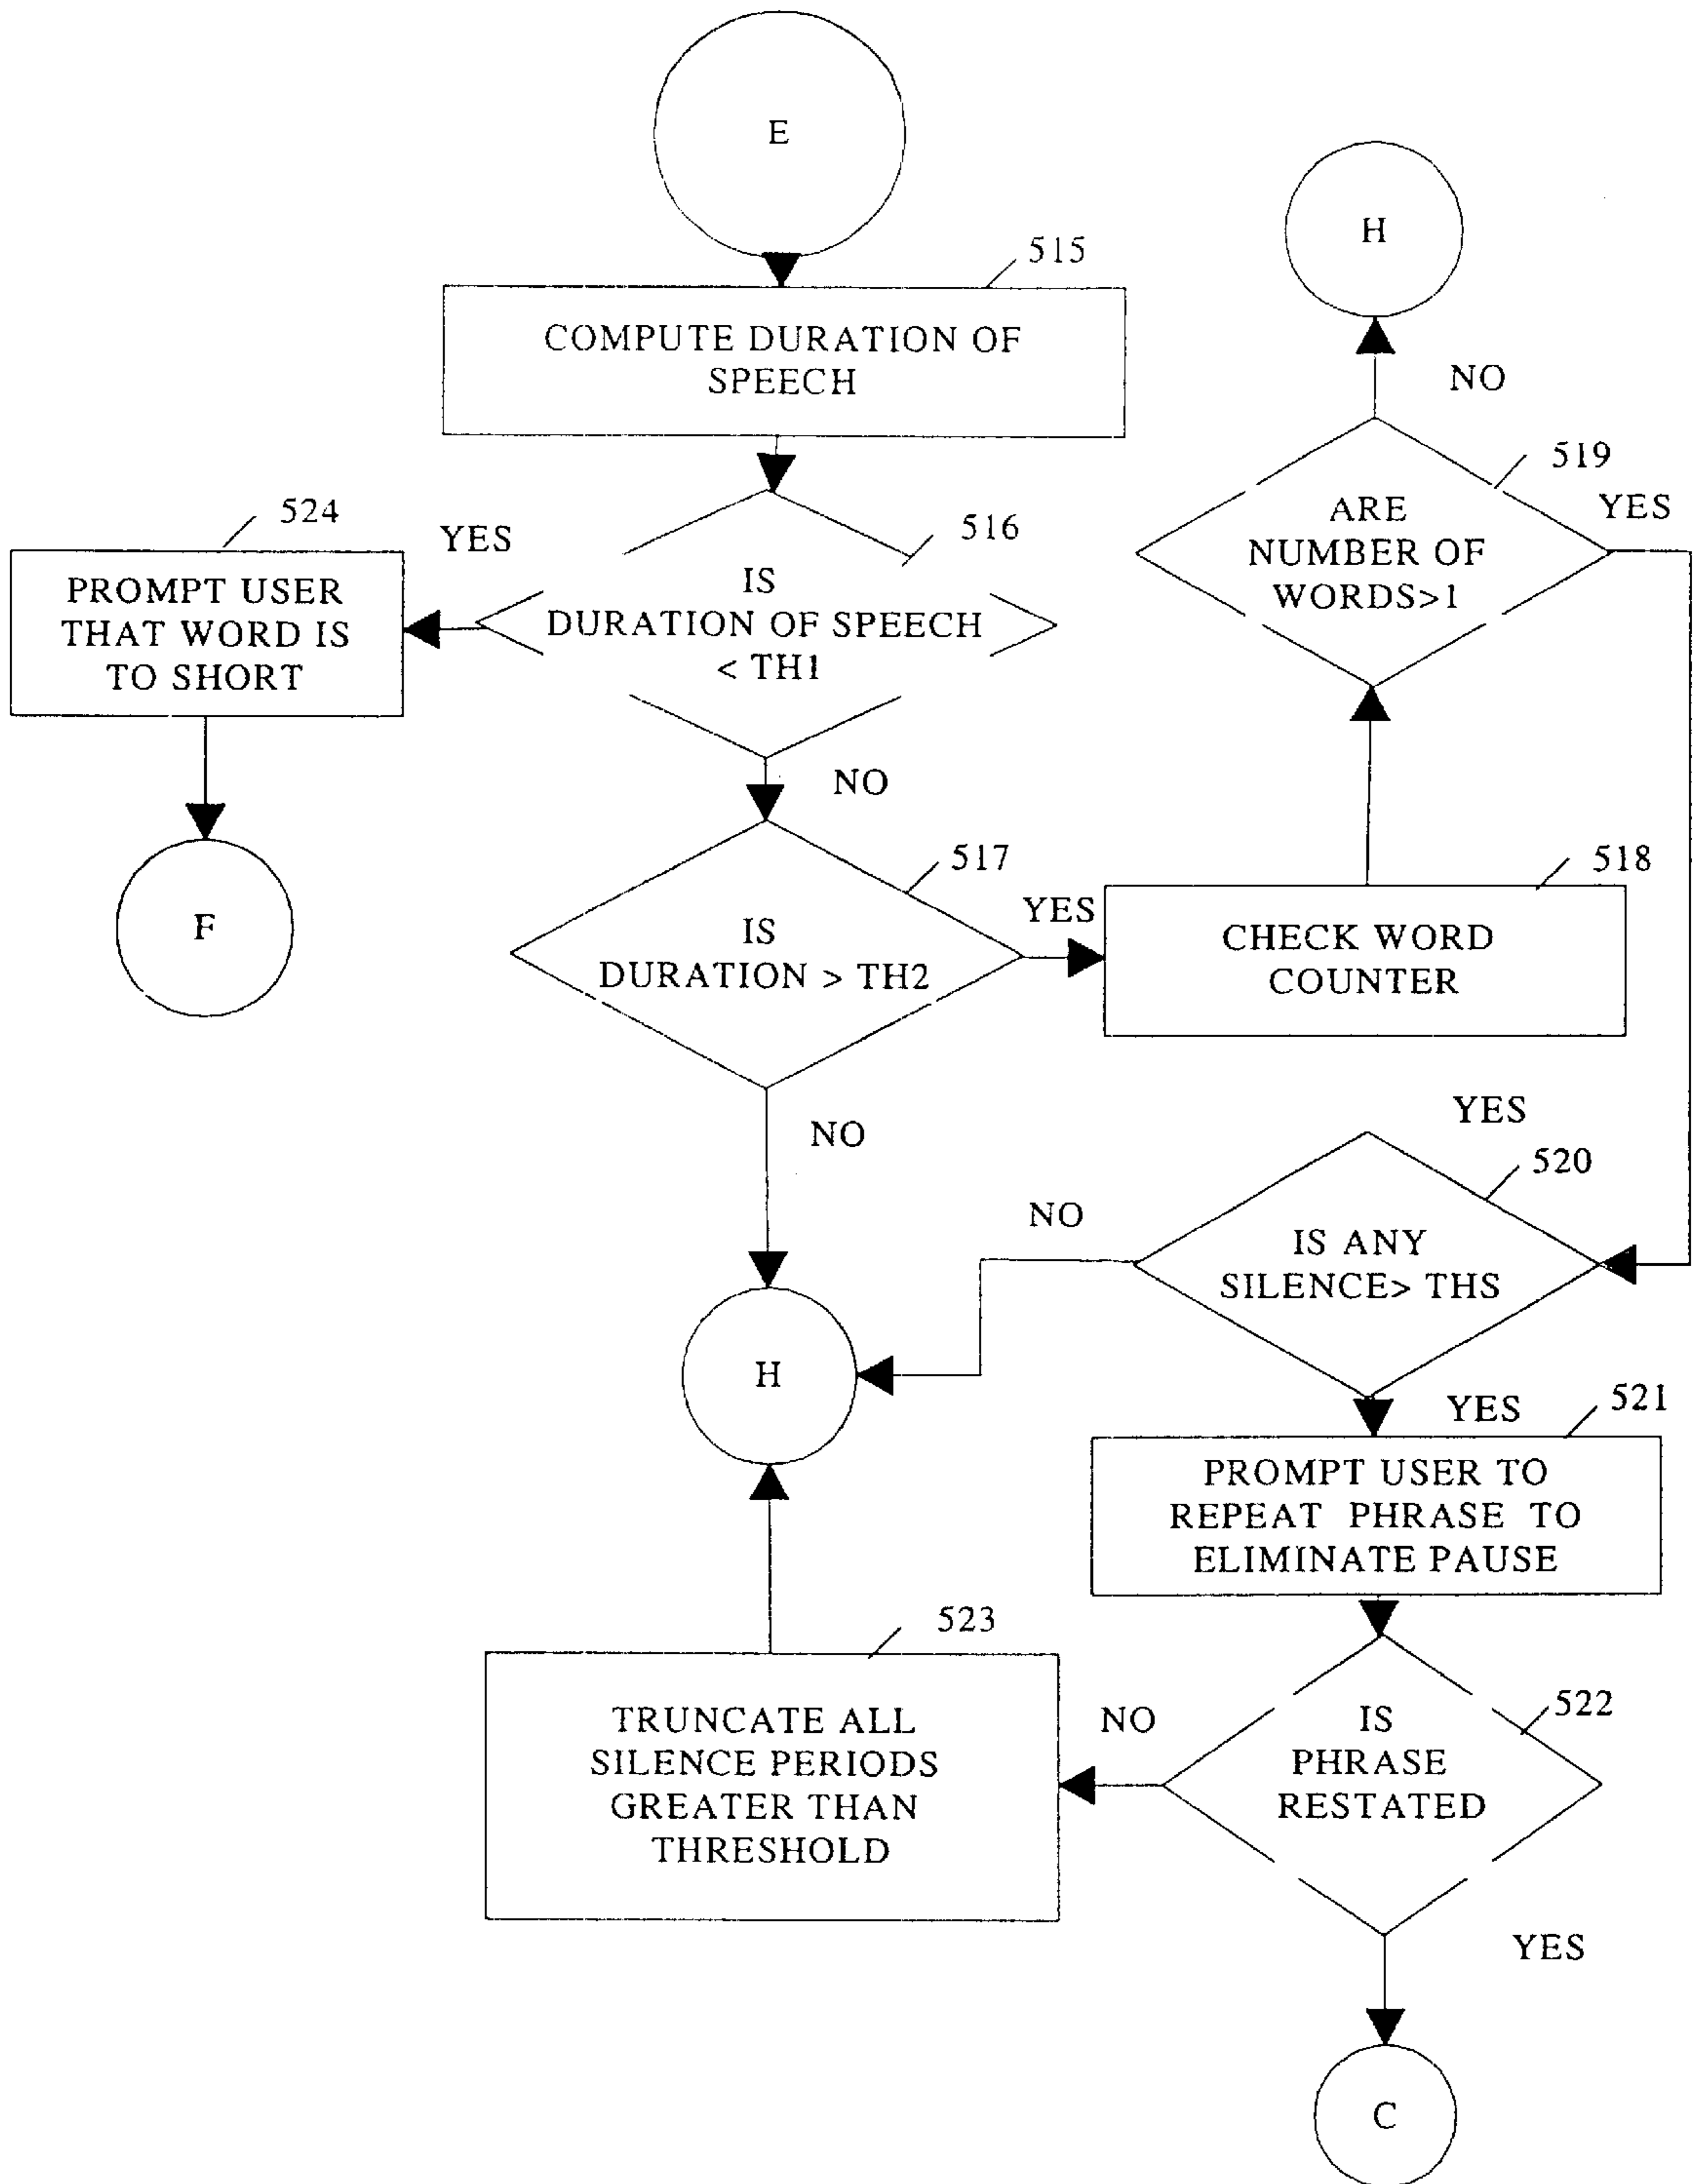 E
515
COMPUTE DURATION OF
SPEECH
524
YES
516
PROMPT USER
THAT WORD IS
TO SHORT
IS
DURATION OF SPEECH
< TH1
NO
F
517
IS
DURATION > TH2
YES
518
CHECK WORD
COUNTER
519
ARE
NUMBER OF
WORDS>1
NO
H
YES
NO
YES
520
IS ANY
SILENCE> THS
NO
H
YES
521
PROMPT USER TO
REPEAT PHRASE TO
ELIMINATE PAUSE
522
IS
PHRASE
RESTATED
NO
523
TRUNCATE ALL
SILENCE PERIODS
GREATER THAN
THRESHOLD
YES
C